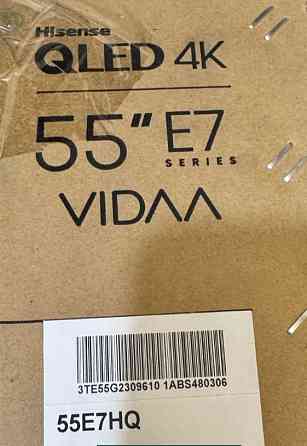 Hisense
QLED 4K
55" E7
SERIES
VIDAA
3TE55G2309610 1ABS480306
55E7HQ